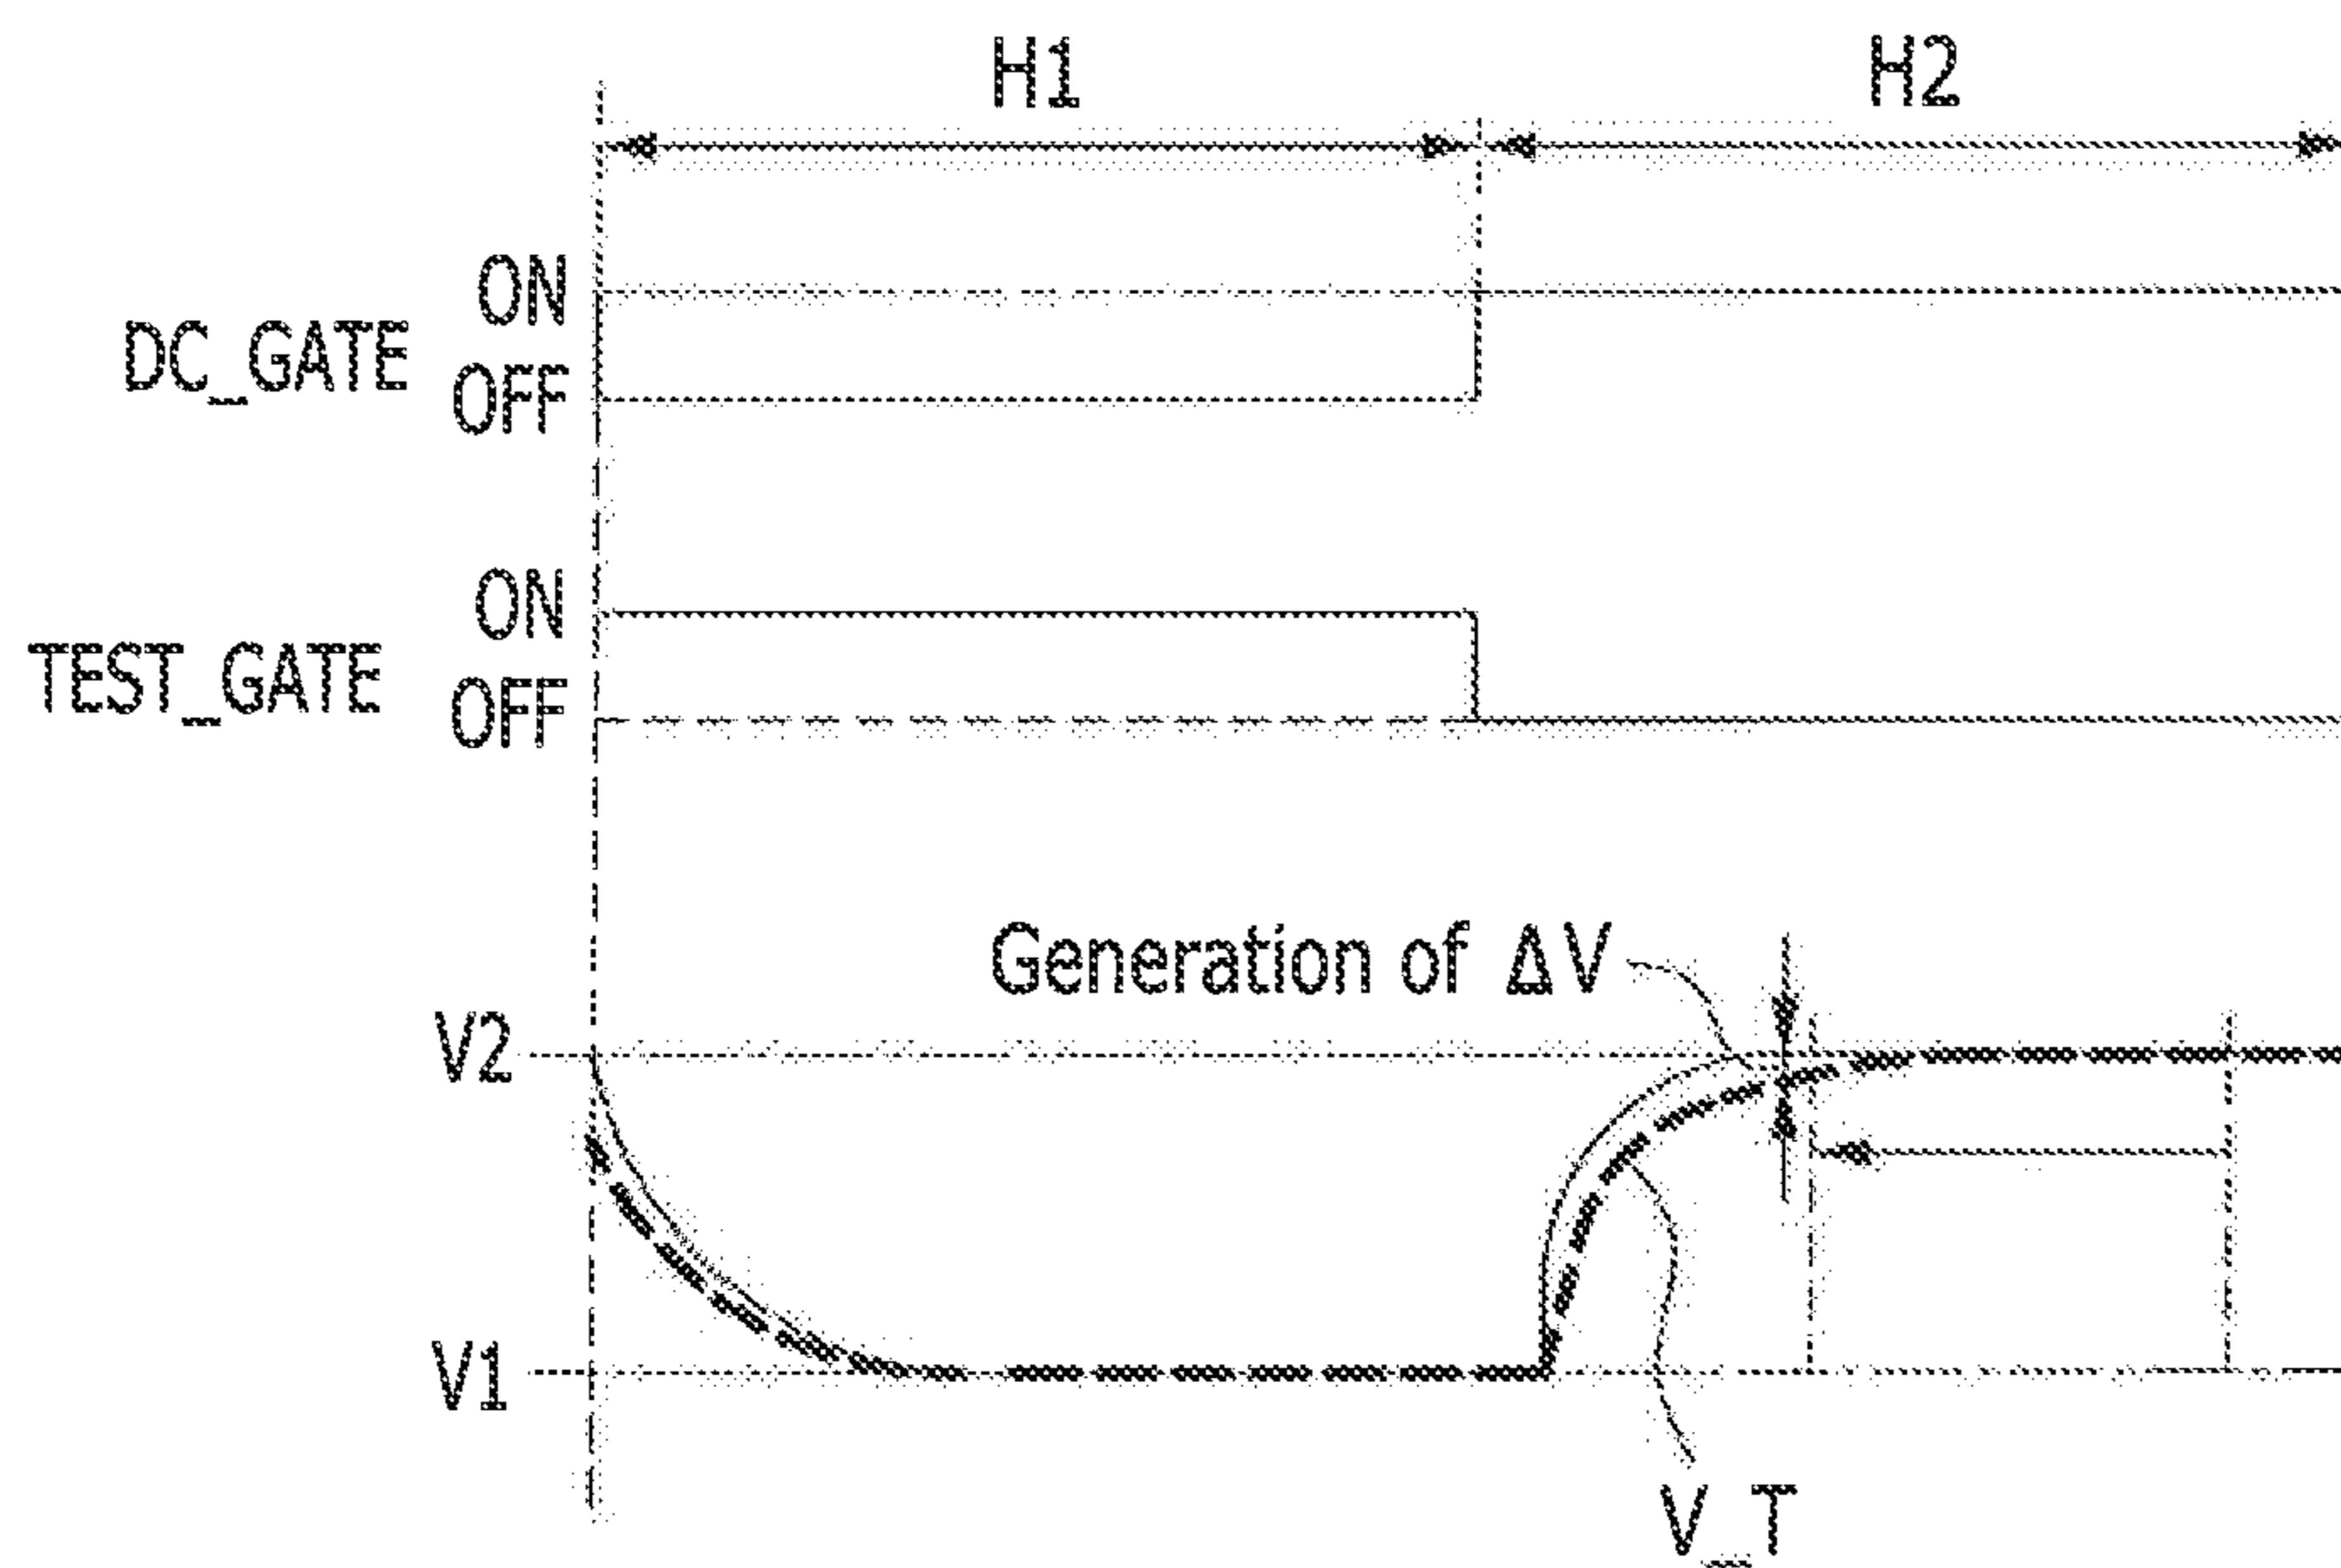 H1 H2
ON
DC_GATE
OFF
ON
TEST_GATE
OFF
Generation of ΔV
V2
V1
V_T